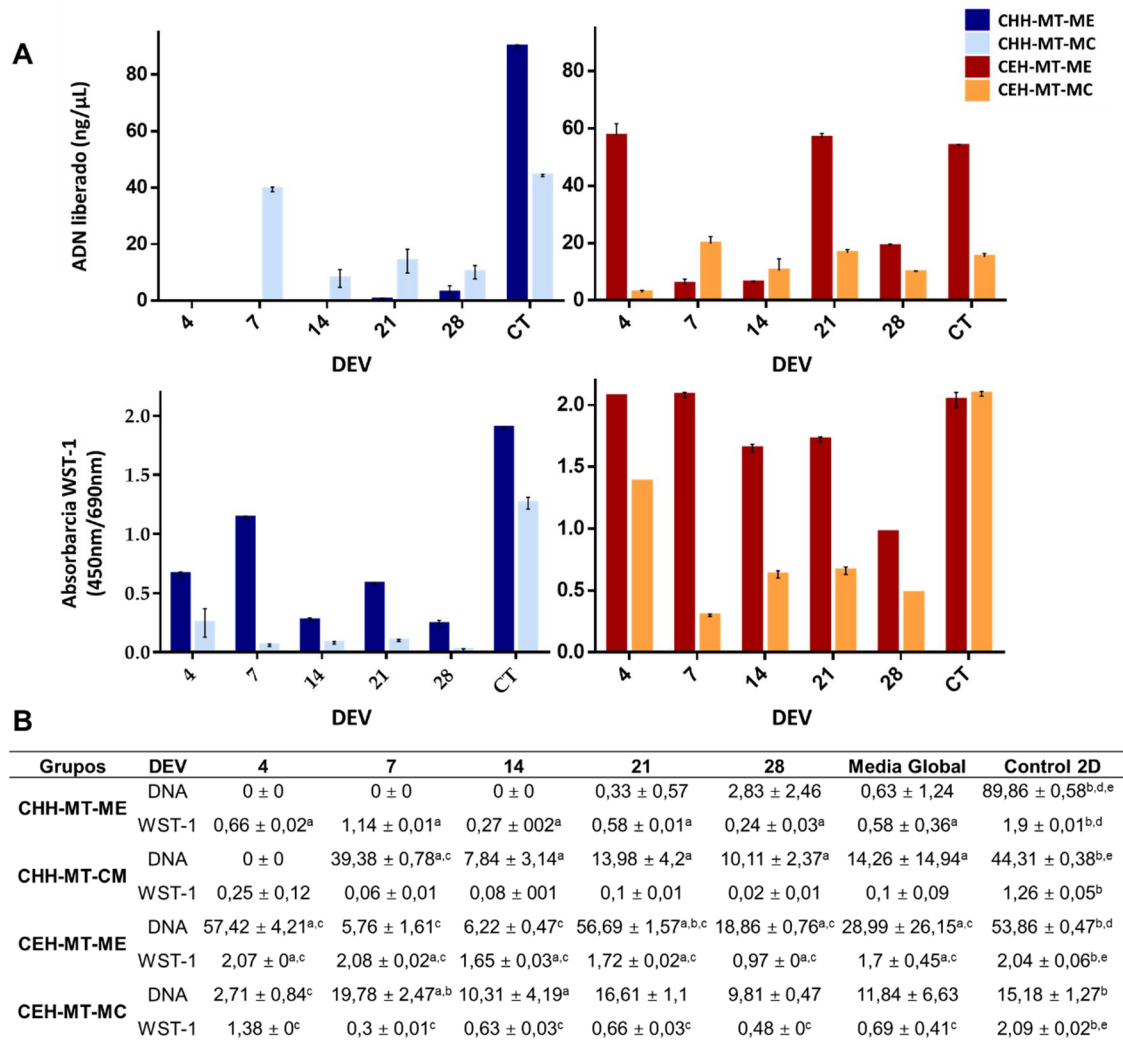 A
CHH-MT-ME
CHH-MT-MC
CEH-MT-ME
CEH-MT-MC
ADN liberado (ng/µL)
80
60
40
20
0
4 7 14 21 28 CT
DEV
80
60
40
20
0
4 7 14 21 28 CT
DEV
Absorbarcia WST-1
(450nm/690nm)
2.0
1.5
1.0
0.5
0.0
4 7 14 21 28 CT
DEV
2.0
1.5
1.0
0.5
0.0
4 7 14 21 28 CT
DEV
B
Grupos DEV 4 7 14 21 28 Media Global Control 2D
CHH-MT-ME DNA 0 ± 0 0 ± 0 0 ± 0 0,33 ± 0,57 2,83 ± 2,46 0,63 ± 1,24 89,86 ± 0,58b,d,e
WST-1 0,66 ± 0,02a 1,14 ± 0,01a 0,27 ± 002a 0,58 ± 0,01a 0,24 ± 0,03a 0,58 ± 0,36a 1,9 ± 0,01b,d
CHH-MT-CM DNA 0 ± 0 39,38 ± 0,78a,c 7,84 ± 3,14a 13,98 ± 4,2a 10,11 ± 2,37a 14,26 ± 14,94a 44,31 ± 0,38b,e
WST-1 0,25 ± 0,12 0,06 ± 0,01 0,08 ± 001 0,1 ± 0,01 0,02 ± 0,01 0,1 ± 0,09 1,26 ± 0,05b
CEH-MT-ME DNA 57,42 ± 4,21a,c 5,76 ± 1,61c 6,22 ± 0,47c 56,69 ± 1,57a,b,c 18,86 ± 0,76a,c 28,99 ± 26,15a,c 53,86 ± 0,47b,d
WST-1 2,07 ± 0a,c 2,08 ± 0,02a,c 1,65 ± 0,03a,c 1,72 ± 0,02a,c 0,97 ± 0a,c 1,7 ± 0,45a,c 2,04 ± 0,06b,e
CEH-MT-MC DNA 2,71 ± 0,84c 19,78 ± 2,47a,b 10,31 ± 4,19a 16,61 ± 1,1 9,81 ± 0,47 11,84 ± 6,63 15,18 ± 1,27b
WST-1 1,38 ± 0c 0,3 ± 0,01c 0,63 ± 0,03c 0,66 ± 0,03c 0,48 ± 0c 0,69 ± 0,41c 2,09 ± 0,02b,e